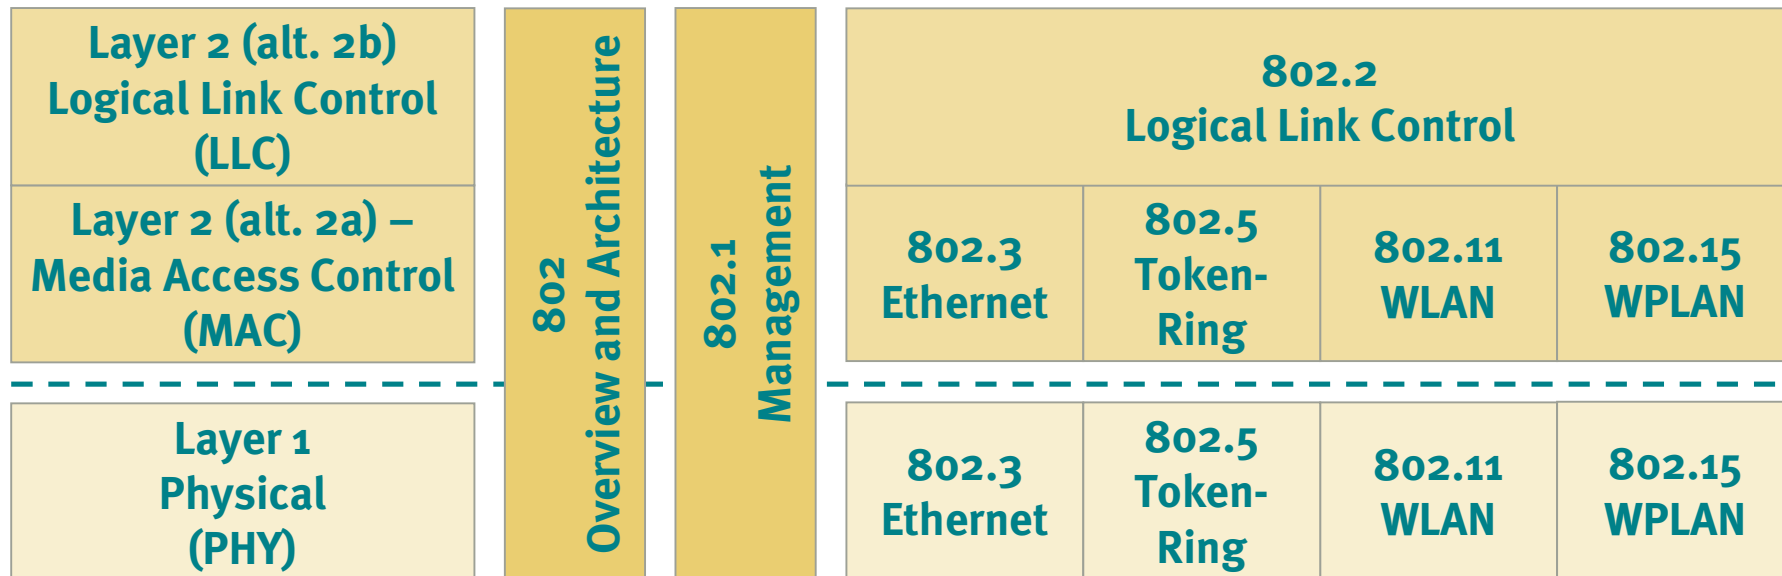 Layer 2 (alt. 2b)
Logical Link Control
(LLC)
Layer 2 (alt. 2a) –
Media Access Control
(MAC)
Layer 1
Physical
(PHY)
802
Overview and Architecture
802.1
Management
802.2
Logical Link Control
802.3
Ethernet
802.5
Token-
Ring
802.11
WLAN
802.15
WPLAN
802.3
Ethernet
802.5
Token-
Ring
802.11
WLAN
802.15
WPLAN